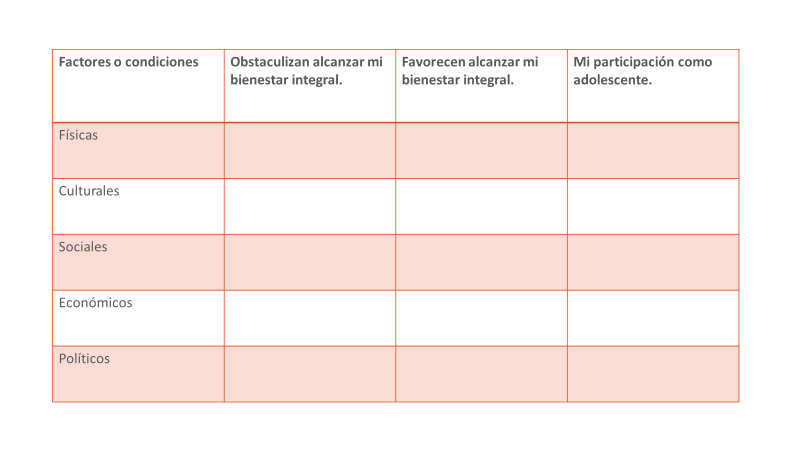 Factores o condiciones
Obstaculizan alcanzar mi
bienestar integral.
Favorecen alcanzar mi
bienestar integral.
Mi participación como
adolescente.
Físicas
Culturales
Sociales
Económicos
Políticos